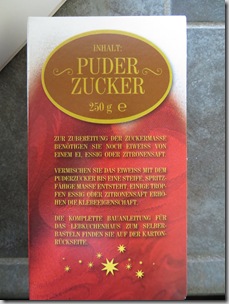 INHALT:
PUDER
ZUCKER
250 g ℮
ZUR ZUBEREITUNG DER ZUCKERMASSE
BENÖTIGEN SIE NOCH EIWEISS VON
EINEM EI, ESSIG ODER ZITRONENSAFT.
VERMISCHEN SIE DAS EIWEISS MIT DEM
PUDERZUCKER BIS EINE STEIFE, SPRITZ-
FÄHIGE MASSE ENTSTEHT. EINIGE TROP-
FEN ESSIG ODER ZITRONENSAFT ERHÖ-
HEN DIE KLEBEEIGENSCHAFT.
DIE KOMPLETTE BAUANLEITUNG FÜR
DAS LEBKUCHENHAUS ZUM SELBER-
BASTELN FINDEN SIE AUF DER KARTON-
RÜCKSEITE.